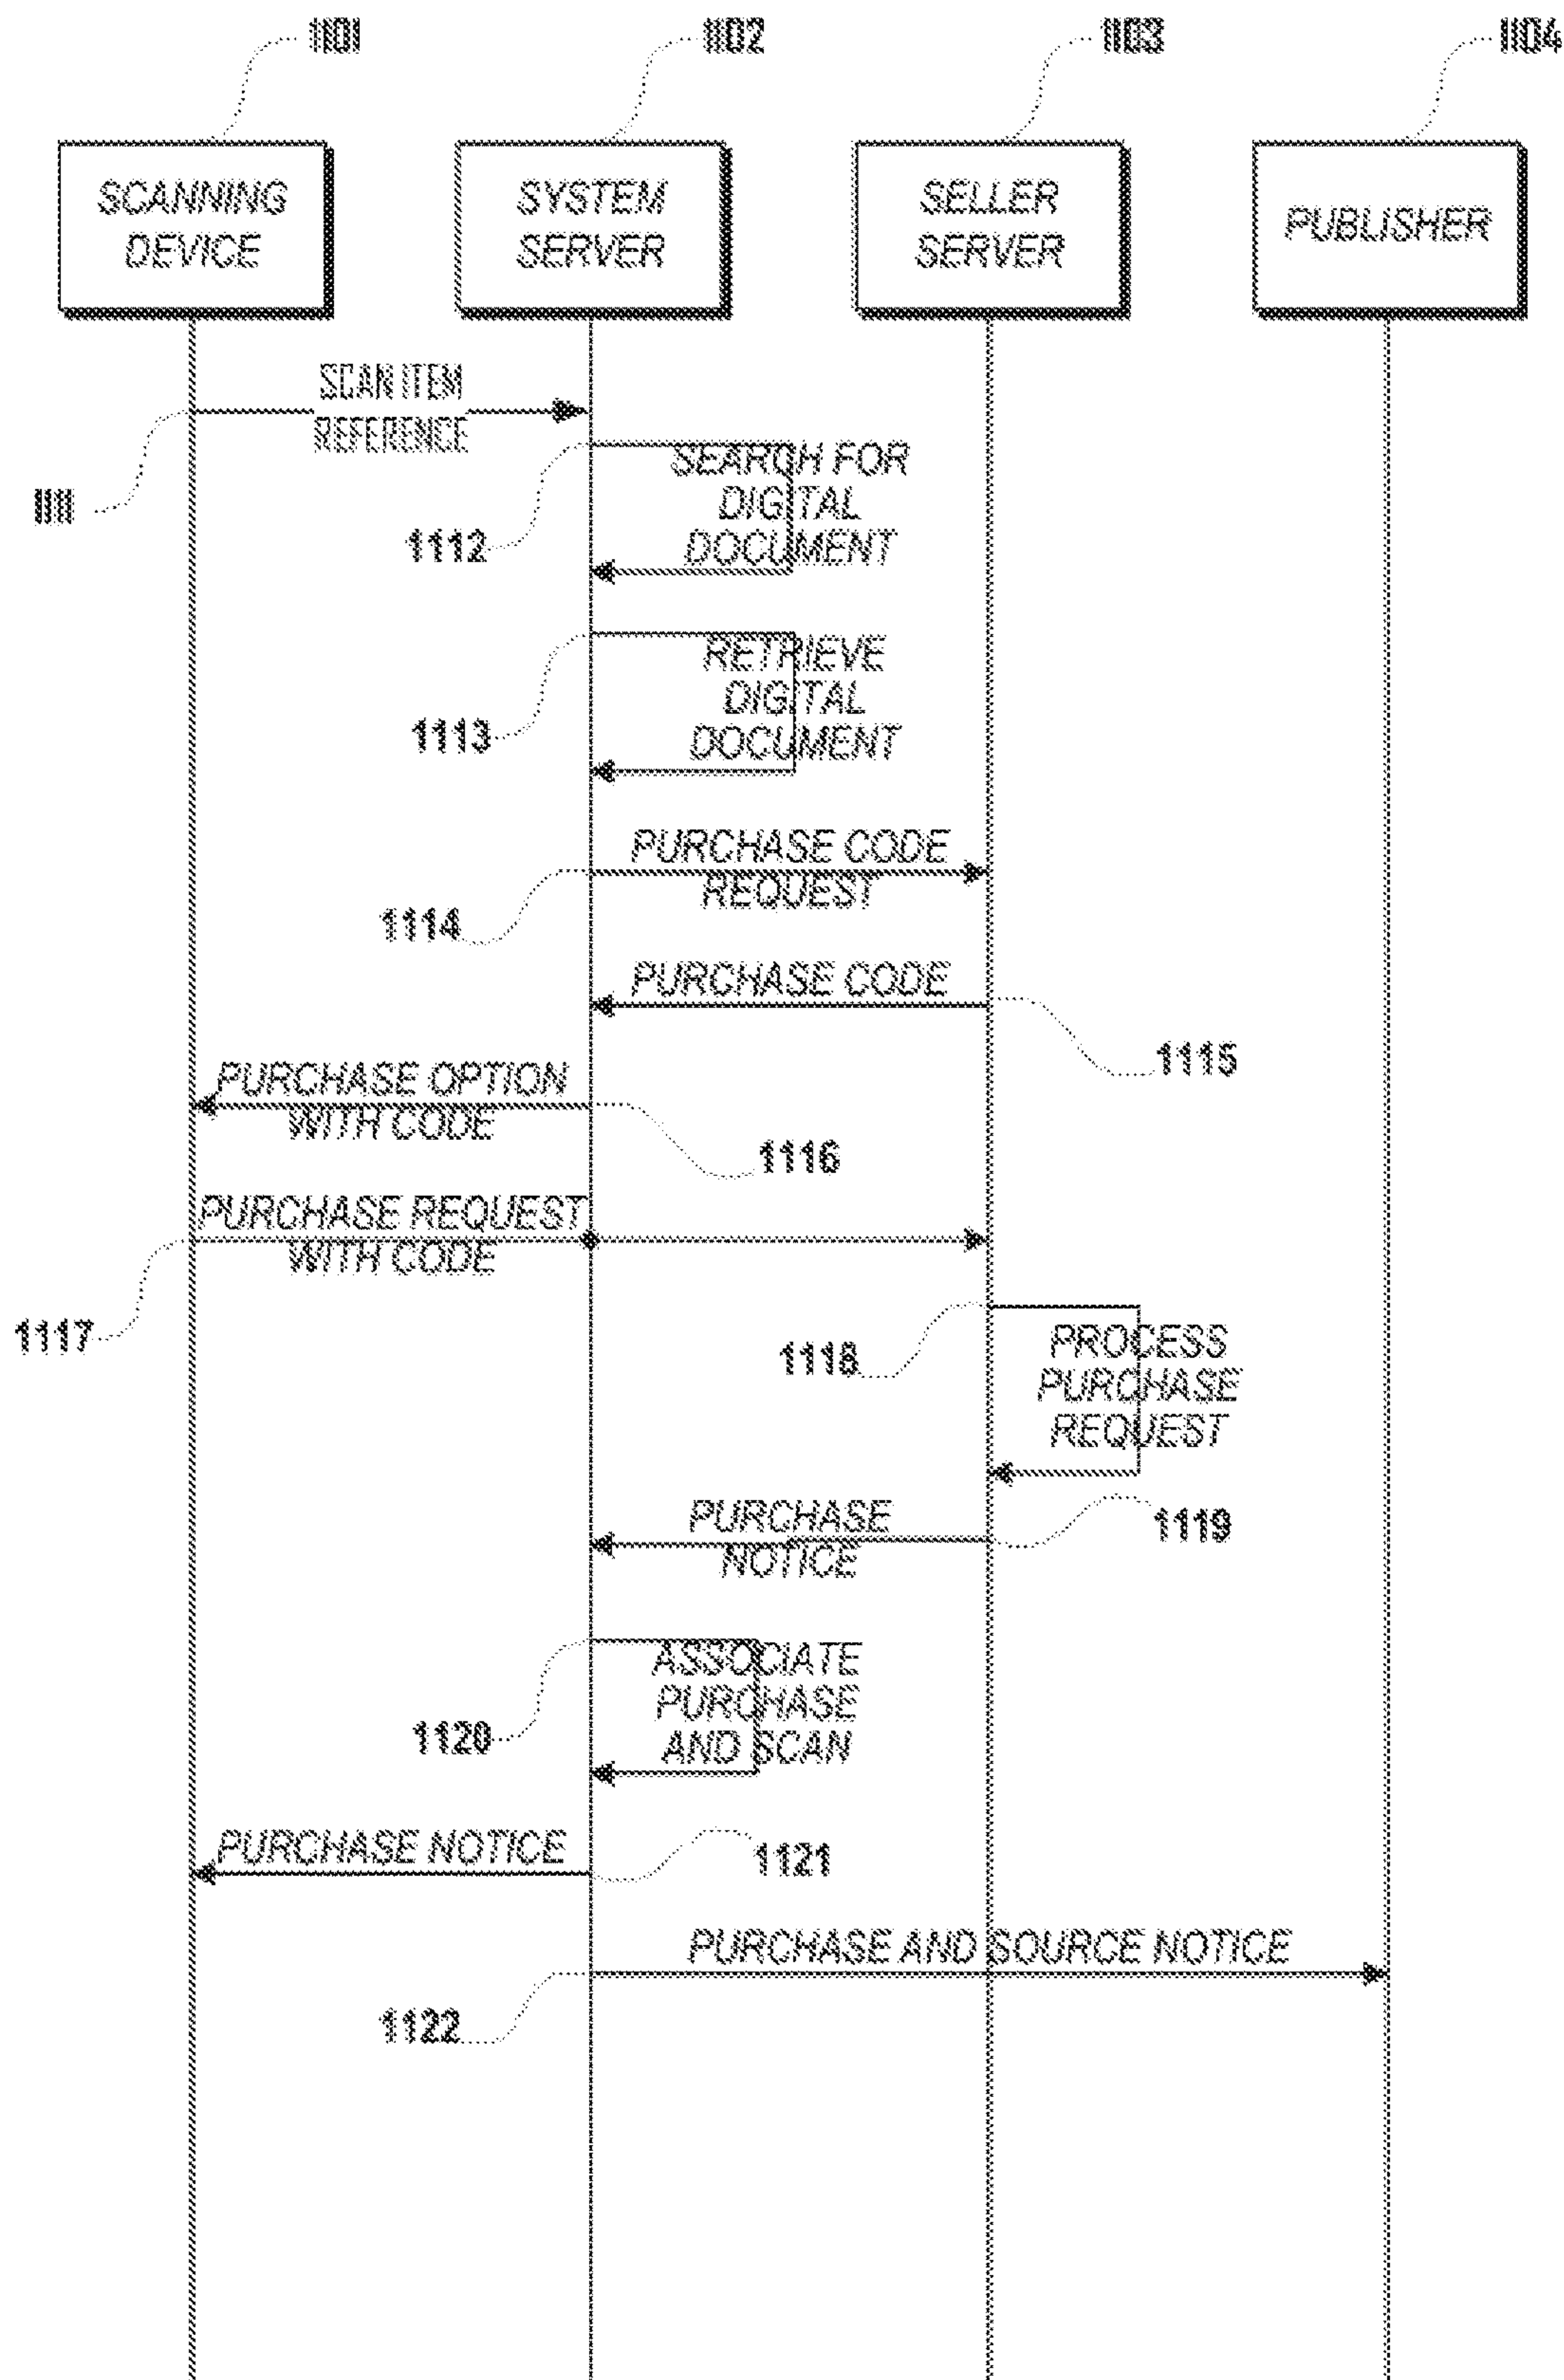 1101
1102
1103
1104
SCANNING
DEVICE
SYSTEM
SERVER
SELLER
SERVER
PUBLISHER
SCAN ITEM
REFERENCE
1111
SEARCH FOR
DIGITAL
DOCUMENT
1112
RETRIEVE
DIGITAL
DOCUMENT
1113
PURCHASE CODE
REQUEST
1114
PURCHASE CODE
1115
PURCHASE OPTION
WITH CODE
1116
PURCHASE REQUEST
WITH CODE
1117
PROCESS
PURCHASE
REQUEST
1118
PURCHASE
NOTICE
1119
ASSOCIATE
PURCHASE
AND SCAN
1120
PURCHASE NOTICE
1121
PURCHASE AND SOURCE NOTICE
1122